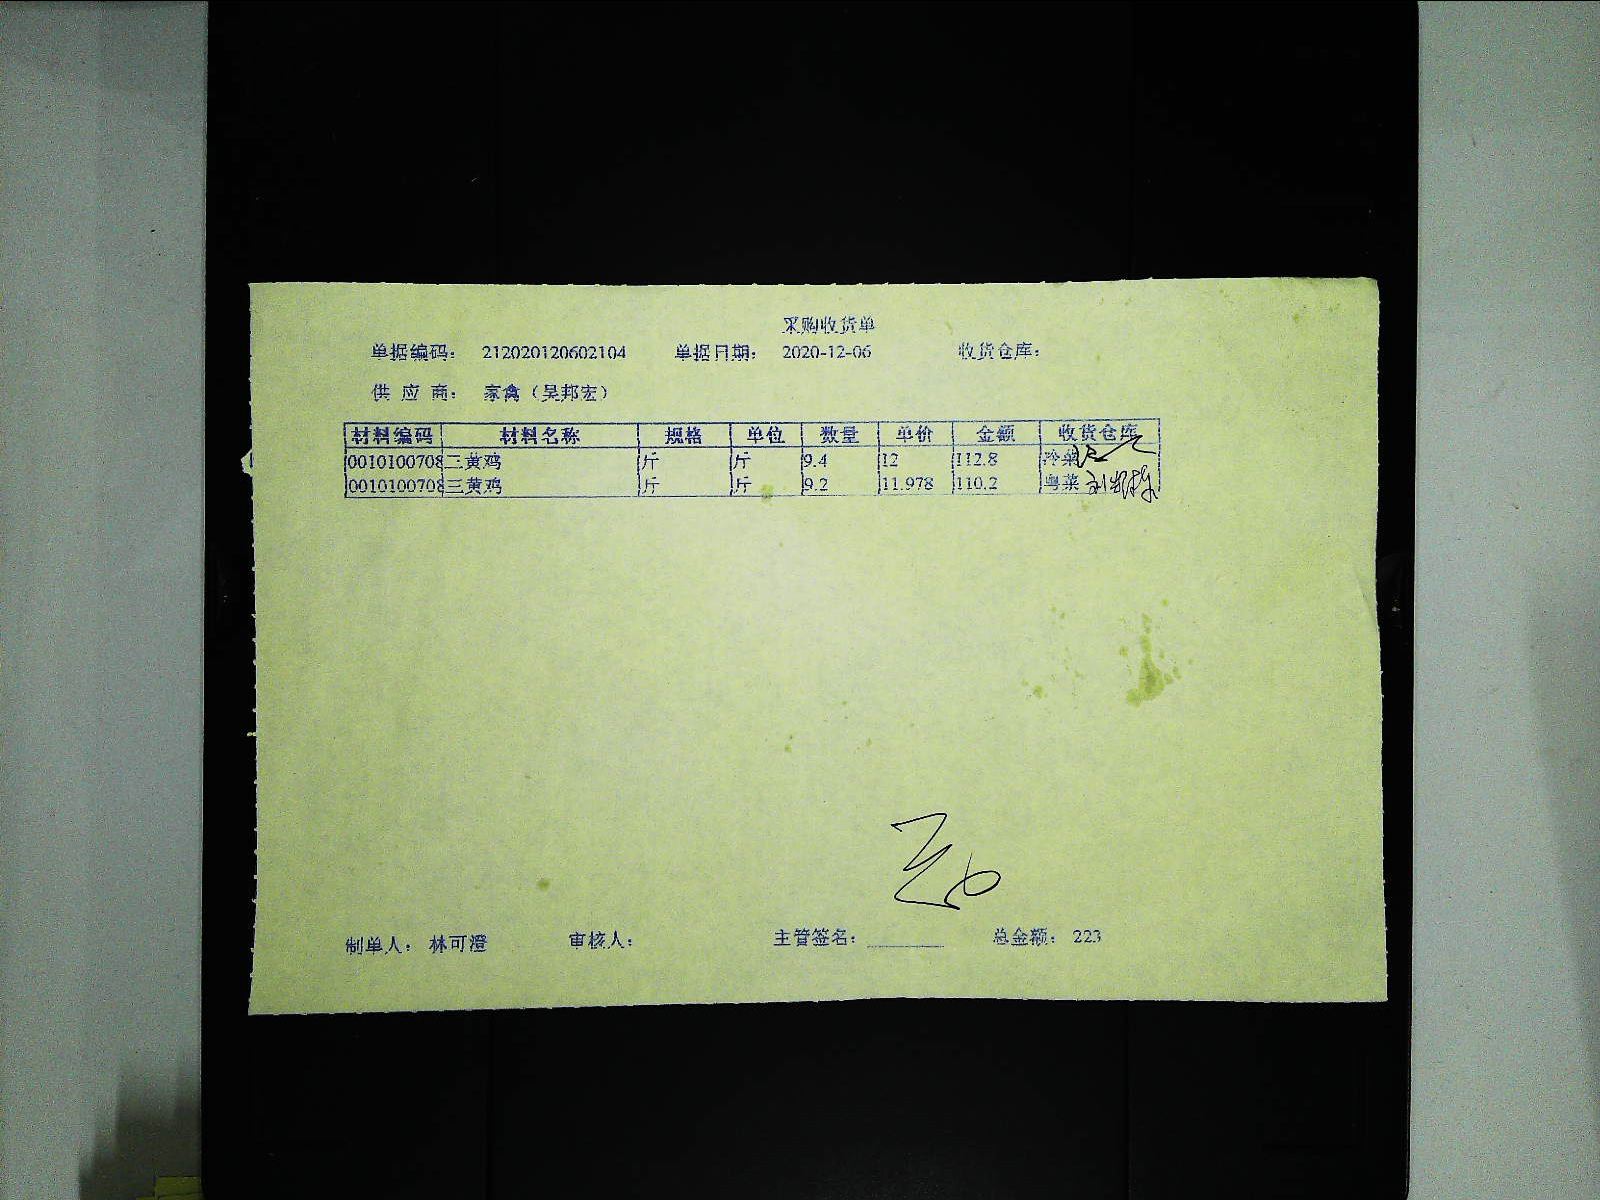 采购收货单
单据编码： 212020120602104 单据日期： 2020-12-06 收货仓库：
供 应 商： 家禽（吴邦宏）
材料编码 材料名称 规格 单位 数量 单价 金额 收货仓库
0010100708 三黄鸡 斤 斤 9.4 12 112.8 冷菜
0010100708 三黄鸡 斤 斤 9.2 11.978 110.2 粤菜
制单人： 林可澄 审核人： 主管签名： 总金额： 223